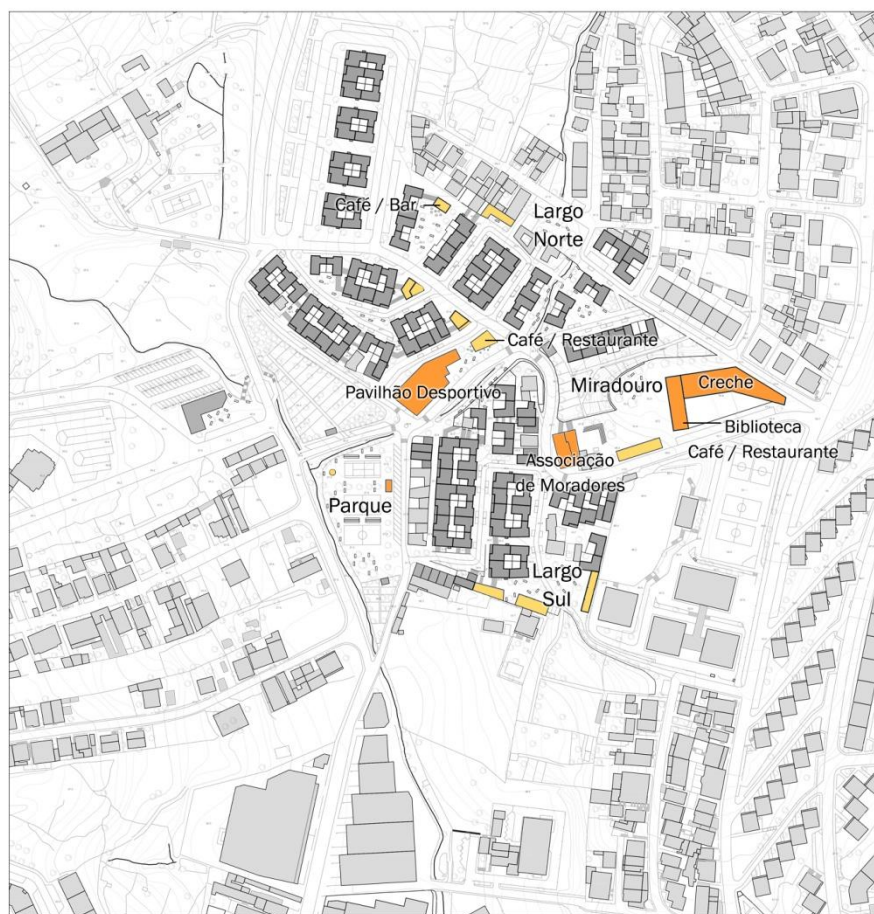 Café / Bar
Largo
Norte
Café / Restaurante
Pavilhão Desportivo
Miradouro
Creche
Biblioteca
Café / Restaurante
Associação
de Moradores
Parque
Largo
Sul